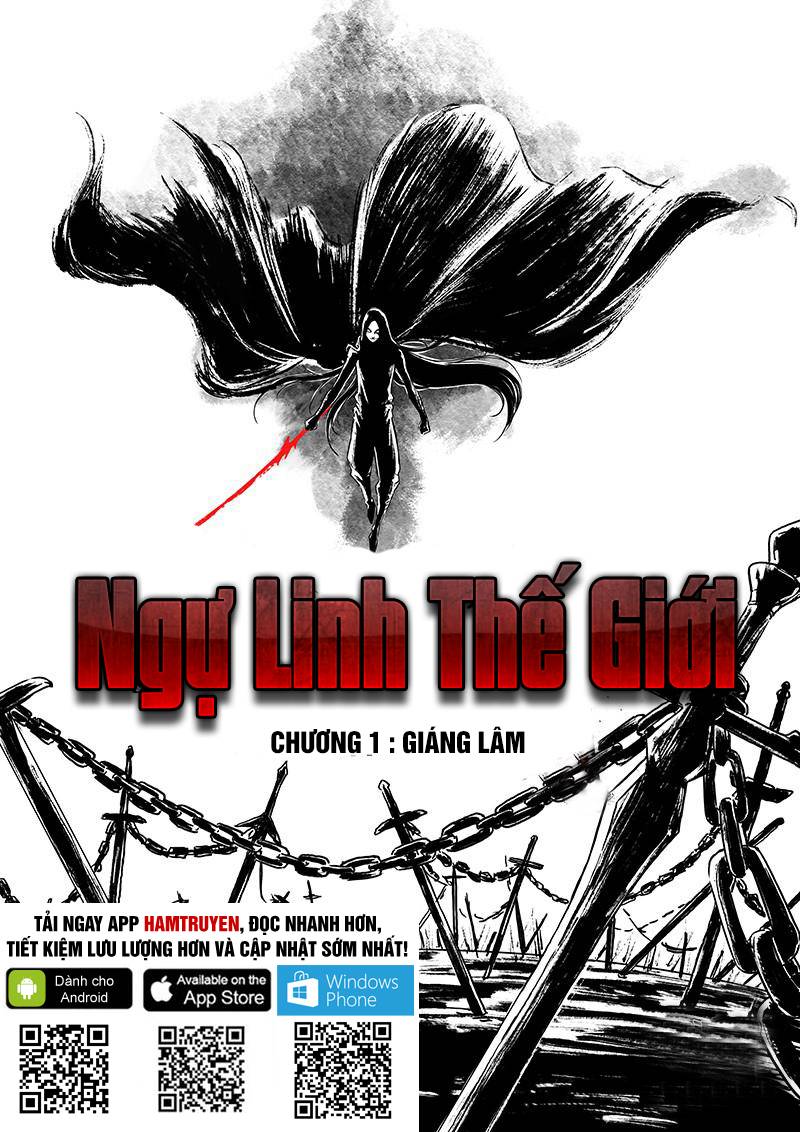 Ngự Linh Thế Giới
CHƯƠNG 1 : GIÁNG LÂM
TẢI NGAY APP HAMTRUYEN, ĐỌC NHANH HƠN,
TIẾT KIỆM LƯU LƯỢNG HƠN VÀ CẬP NHẬT SỚM NHẤT!
Dành cho
Android
Available on the
App Store
Windows
Phone